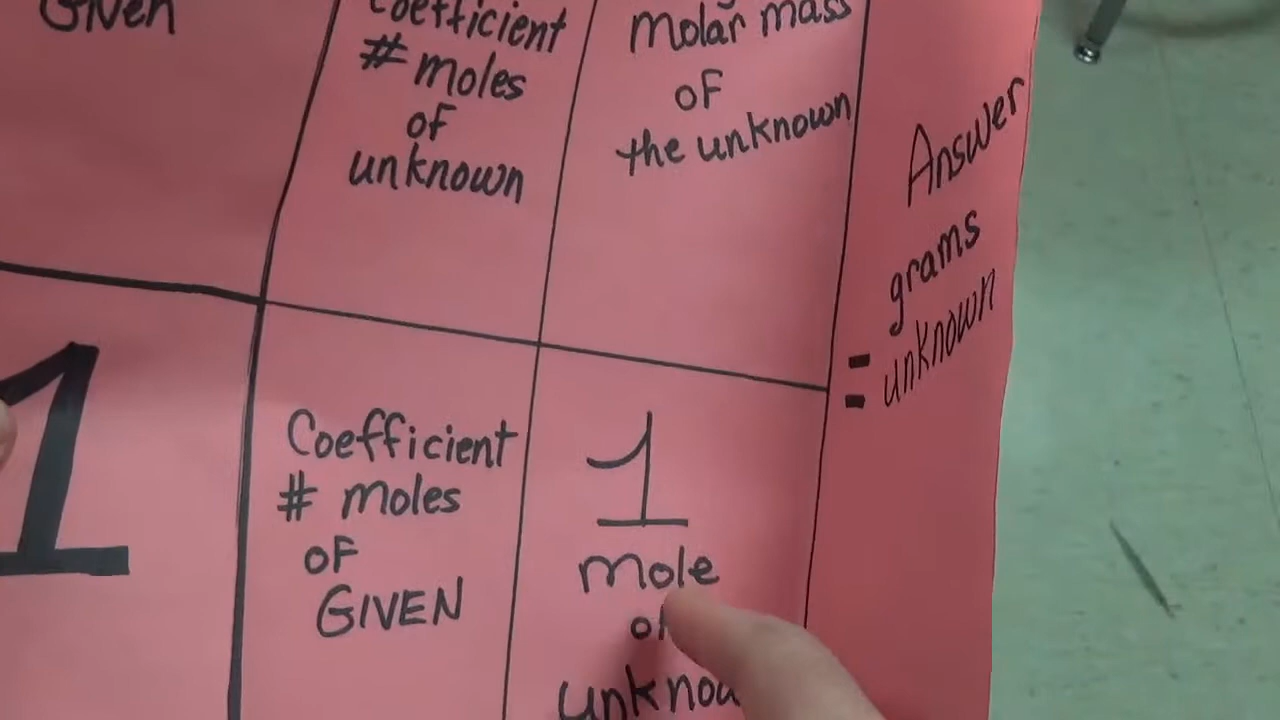 Given
Coefficient
# moles
of
unknown
molar mass
of
the unknown
1
Coefficient
# moles
of
GIVEN
1
mole
of
Answer
grams
= unknown